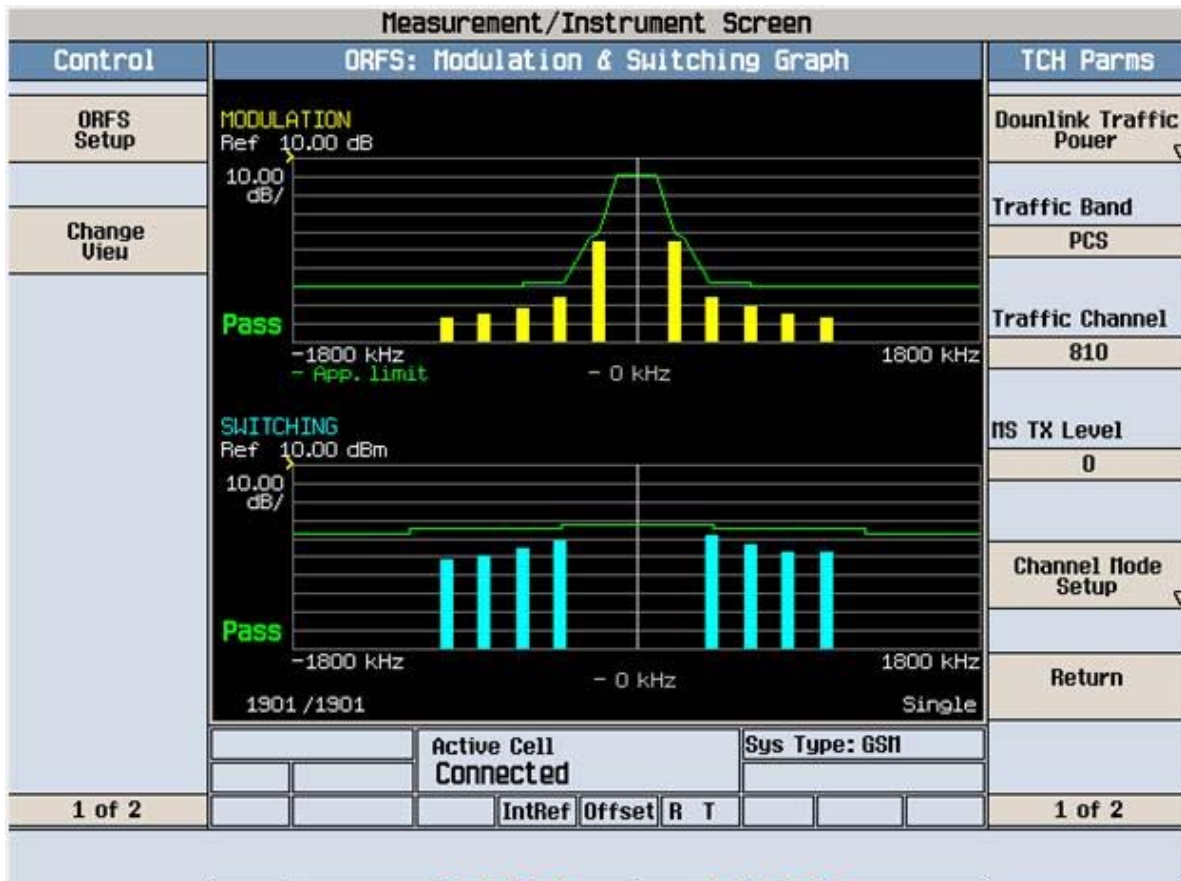 Measurement/Instrument Screen
Control
ORFS: Modulation & Switching Graph
TCH Parms
ORFS
Setup
Change
View
MODULATION
Ref 10.00 dB
10.00
dB/
Pass
-1800 kHz
1800 kHz
- App. limit
- 0 kHz
SWITCHING
Ref 10.00 dBm
10.00
dB/
Pass
-1800 kHz
1800 kHz
- 0 kHz
1901/1901
Single
Downlink Traffic
Power
Traffic Band
PCS
Traffic Channel
810
MS TX Level
0
Channel Mode
Setup
Return
Active Cell
Connected
Sys Type: GSM
1 of 2
IntRef
Offset
R T
1 of 2